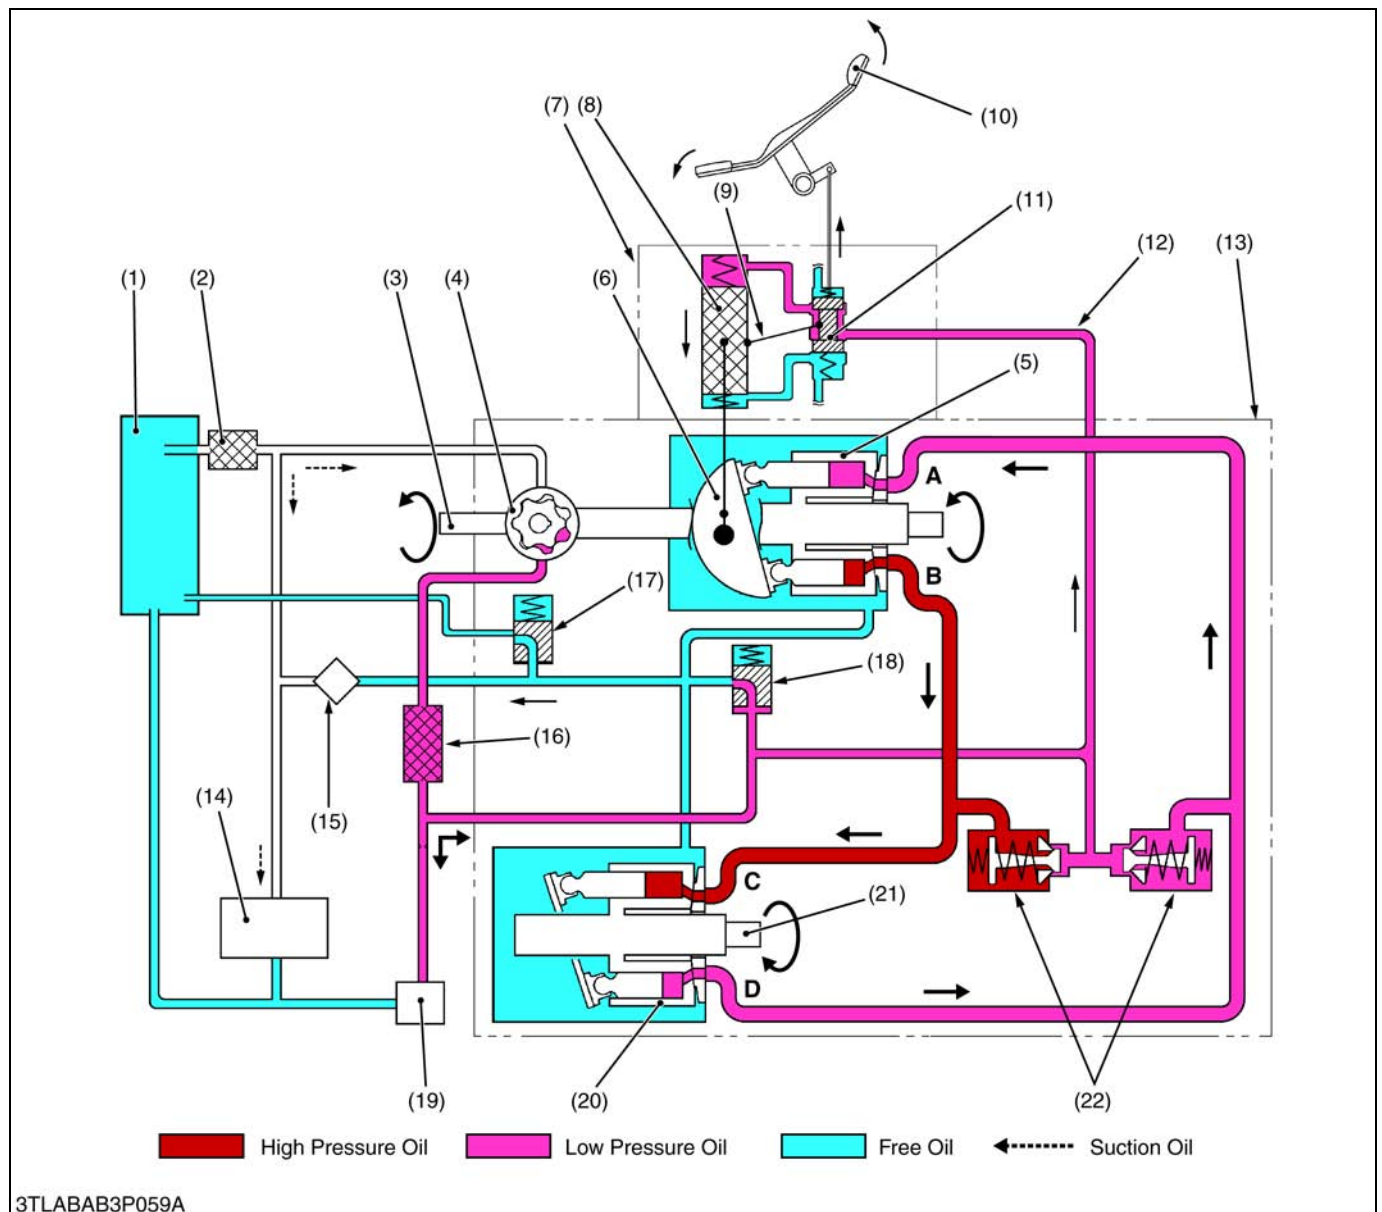 (10)
(7) (8)
(9)
(11)
(1)
(2)
(3)
(4)
(6)
(12)
(13)
(5)
A
B
(17)
(18)
(16)
(14)
(15)
C
(21)
D
(19)
(20)
(22)
High Pressure Oil
Low Pressure Oil
Free Oil
Suction Oil
3TLABAB3P059A